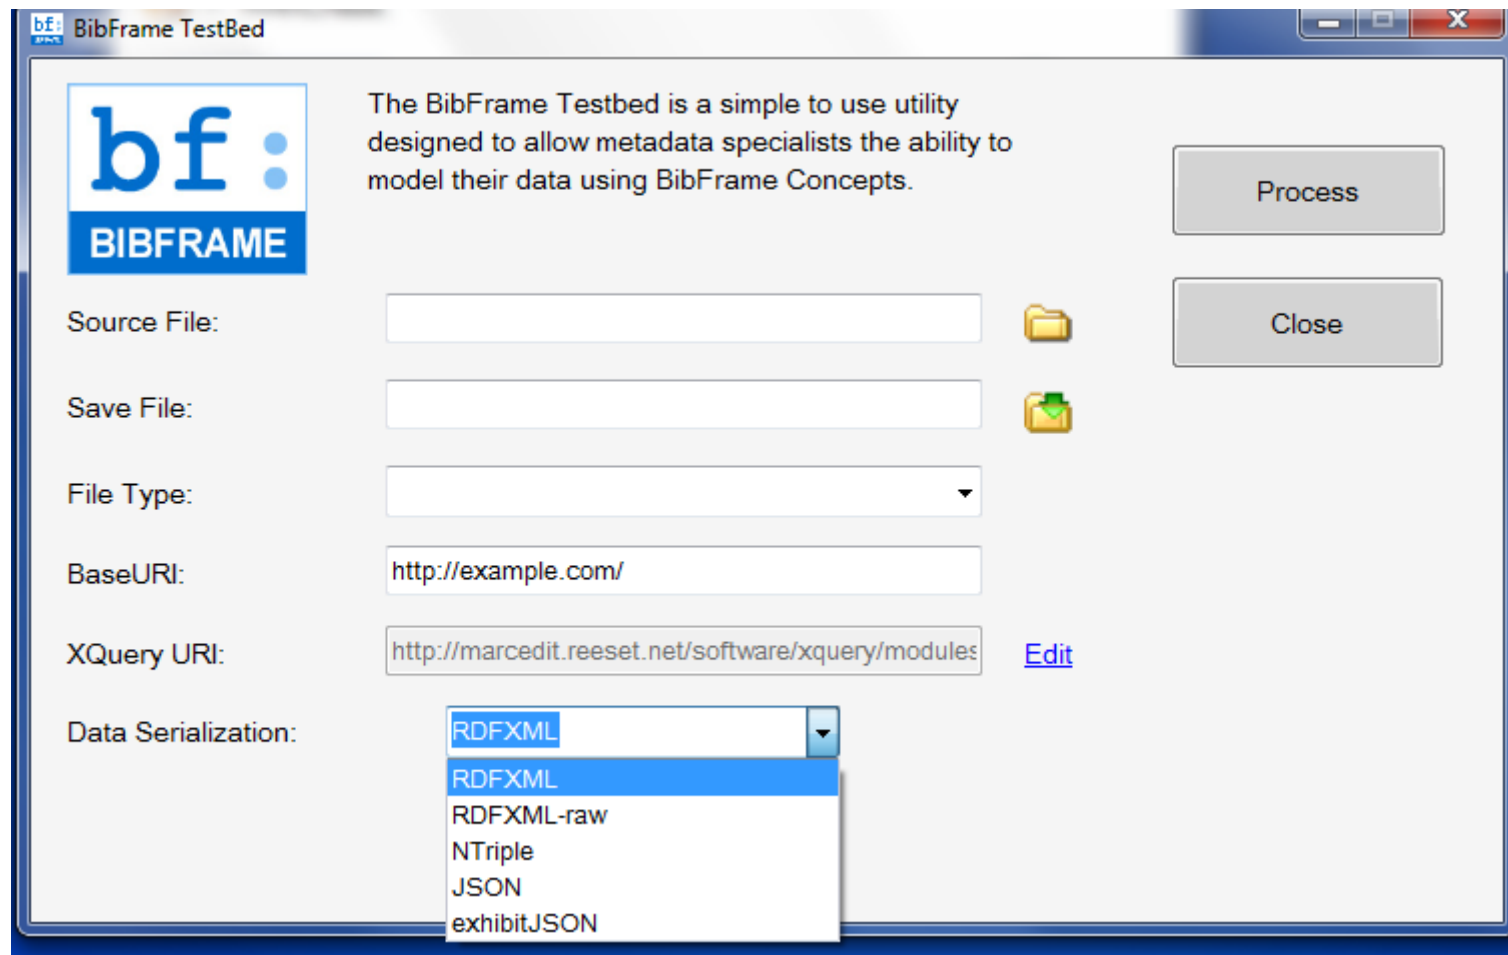 bf:
BibFrame TestBed
bf:
BIBFRAME
The BibFrame Testbed is a simple to use utility
designed to allow metadata specialists the ability to
model their data using BibFrame Concepts.
Process
Source File:
Close
Save File:
File Type:
BaseURI:
http://example.com/
XQuery URI:
http://marcedit.reeset.net/software/xquery/modules
Edit
Data Serialization:
RDFXML
RDFXML
RDFXML-raw
NTriple
JSON
exhibitJSON